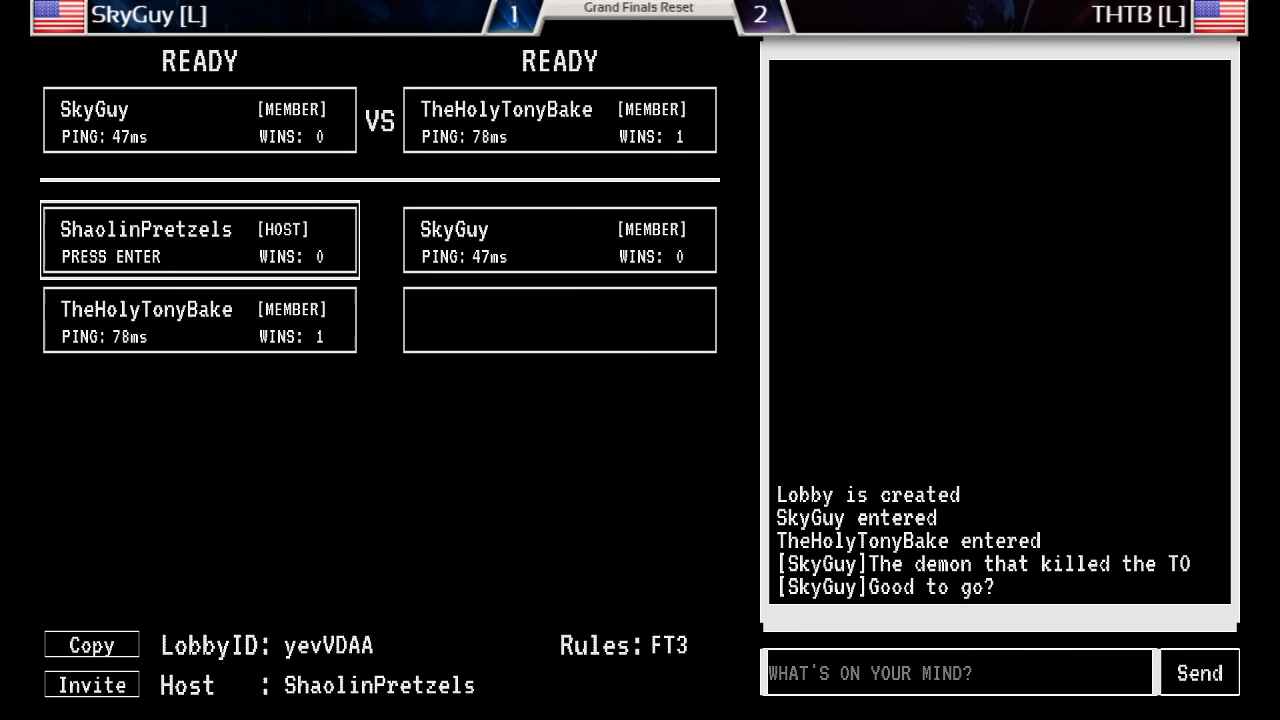 SkyGuy [L] 1 Grand Finals Reset 2 THTB [L]
READY READY
SkyGuy [MEMBER] VS TheHolyTonyBake [MEMBER]
PING: 47ms WINS: 0 PING: 78ms WINS: 1
ShaolinPretzels [HOST] SkyGuy [MEMBER]
PRESS ENTER WINS: 0 PING: 47ms WINS: 0
TheHolyTonyBake [MEMBER]
PING: 78ms WINS: 1
Lobby is created
SkyGuy entered
TheHolyTonyBake entered
[SkyGuy]The demon that killed the TO
[SkyGuy]Good to go?
Copy LobbyID: yevVDAA Rules: FT3
Invite Host : ShaolinPretzels
WHAT'S ON YOUR MIND? Send